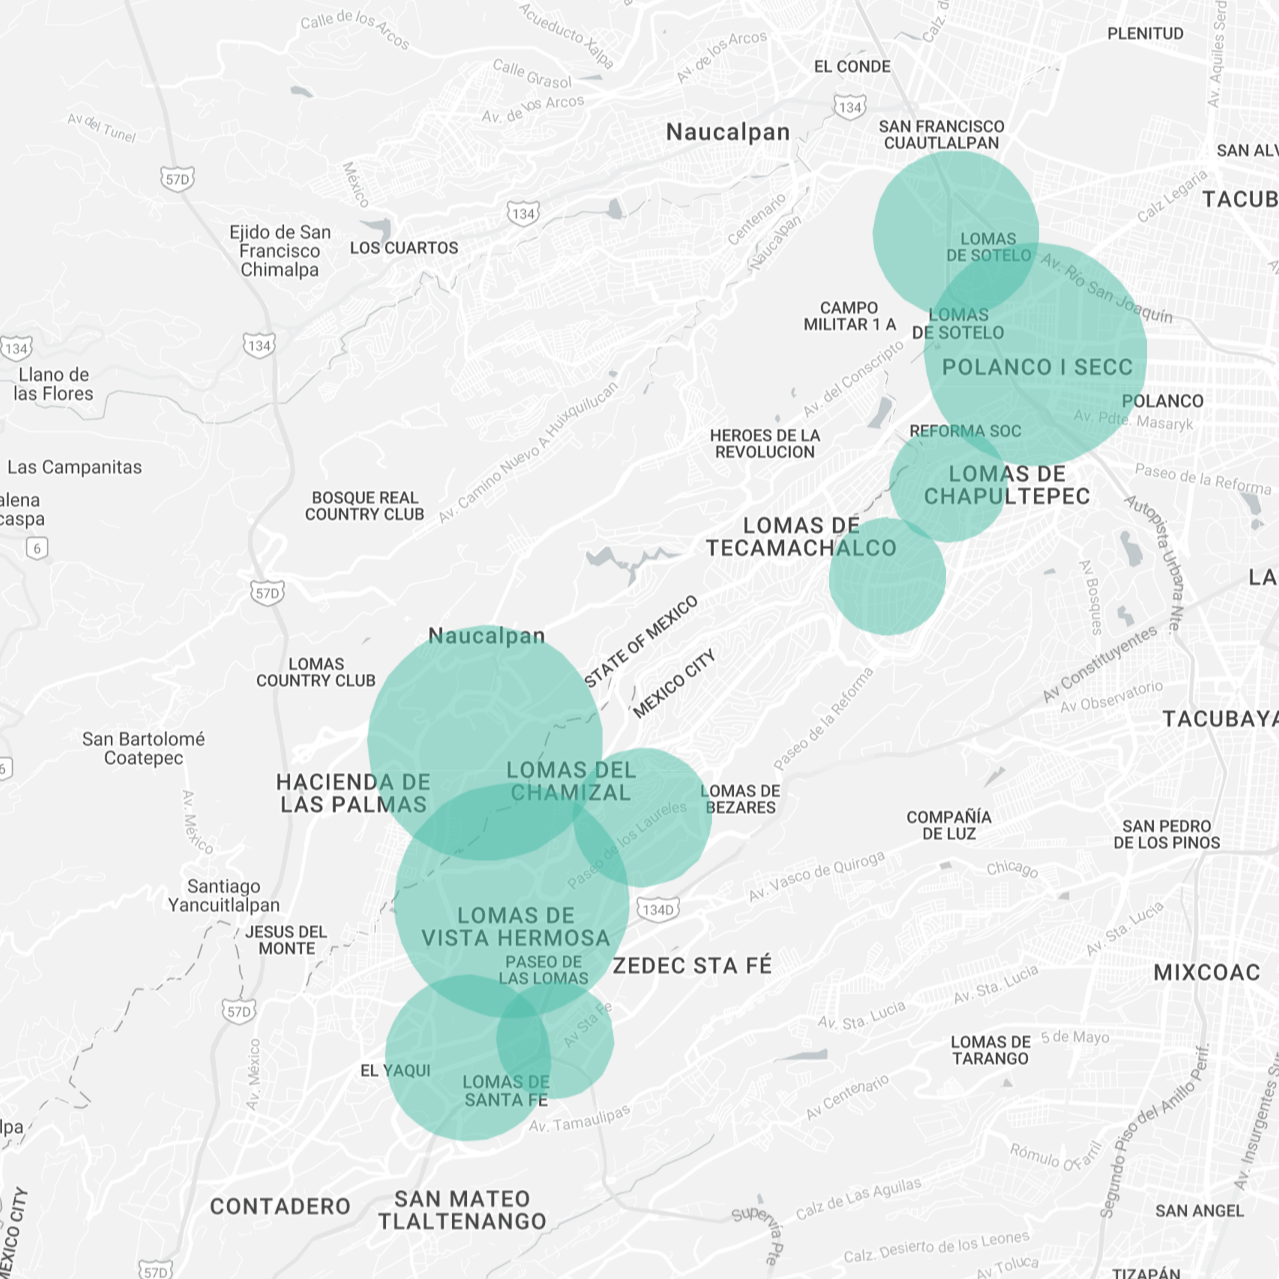 Calle de los Arcos
Acueducto Xalpa
Calz. d
PLENITUD
Av. Aquiles Serd
EL CONDE
Av. de los Arcos
Calle Grasol
Av. de los Arcos
134
Av del Tunel
Naucalpan
SAN FRANCISCO
CUAUTLALPAN
SAN ALV
57D
México
Calz Legaria
TACUB
134
Centenario
Naucalpan
Ejido de San
Francisco
Chimalpa
LOS CUARTOS
LOMAS
DE SOTELO
Av. Río San Joaquín
CAMPO
MILITAR 1 A
LOMAS
DE SOTELO
134
134
Llano de
las Flores
Av. del Conscripto
POLANCO I SECC
POLANCO
Av. Pdte. Masaryk
Av. Camino Nuevo A Huixquilucan
HEROES DE LA
REVOLUCION
REFORMA SOC
Las Campanitas
LOMAS DE
CHAPULTEPEC
Paseo de la Reforma
alena
caspa
BOSQUE REAL
COUNTRY CLUB
Autopista Urbana Nte.
LOMAS DE
TECAMACHALCO
6
57D
Av Bosques
LA
Naucalpan
STATE OF MEXICO
MEXICO CITY
LOMAS
COUNTRY CLUB
Av Constituyentes
Av Observatorio
Paseo de la Reforma
TACUBAYA
San Bartolomé
Coatepec
6
HACIENDA DE
LAS PALMAS
LOMAS DEL
CHAMIZAL
LOMAS DE
BEZARES
Av. México
Paseo de los Laureles
COMPAÑÍA
DE LUZ
SAN PEDRO
DE LOS PINOS
Av. Vasco de Quiroga
Chicago
Santiago
Yancuitlalpan
134D
LOMAS DE
VISTA HERMOSA
JESUS DEL
MONTE
Av. Sta. Lucia
PASEO DE
LAS LOMAS
ZEDEC STA FÉ
MIXCOAC
57D
Av. Sta. Lucia
Av. Sta. Lucia
Av Sta Fe
LOMAS DE
TARANGO
5 de Mayo
EL YAQUI
Av. México
LOMAS DE
SANTA FE
Av Centenario
Av. Tamaulipas
lpa
Segundo Piso del Anillo Perif.
Av. Insurgentes Su
Rómulo O'Farril
CONTADERO
SAN MATEO
TLALTENANGO
Calz de Las Aguilas
SAN ANGEL
Supervía Pte
MEXICO CITY
Calz. Desierto de los Leones
Av Toluca
57D
TIZAPÁN